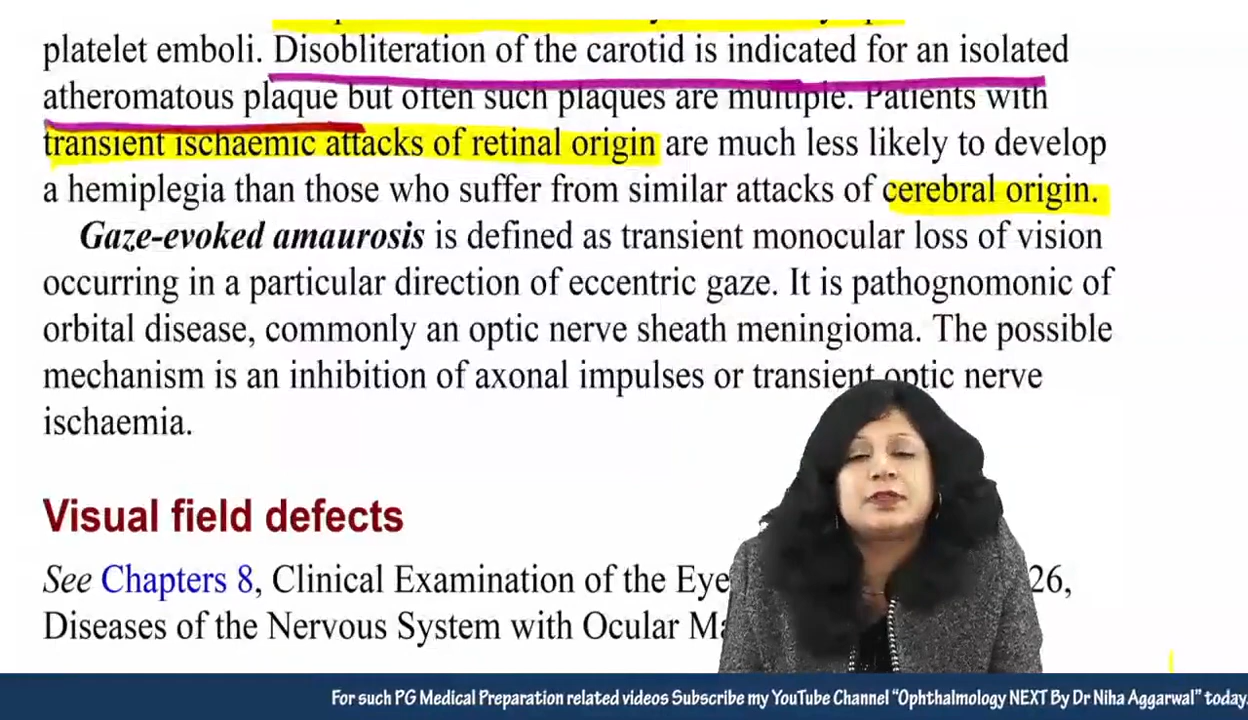 platelet emboli. Disobliteration of the carotid is indicated for an isolated
atheromatous plaque but often such plaques are multiple. Patients with
transient ischaemic attacks of retinal origin are much less likely to develop
a hemiplegia than those who suffer from similar attacks of cerebral origin.
Gaze-evoked amaurosis is defined as transient monocular loss of vision
occurring in a particular direction of eccentric gaze. It is pathognomonic of
orbital disease, commonly an optic nerve sheath meningioma. The possible
mechanism is an inhibition of axonal impulses or transient optic nerve
ischaemia.
Visual field defects
See Chapters 8, Clinical Examination of the Eye 26,
Diseases of the Nervous System with Ocular
For such PG Medical Preparation related videos Subscribe my YouTube Channel “Ophthalmology NEXT By Dr Niha Aggarwal” today.